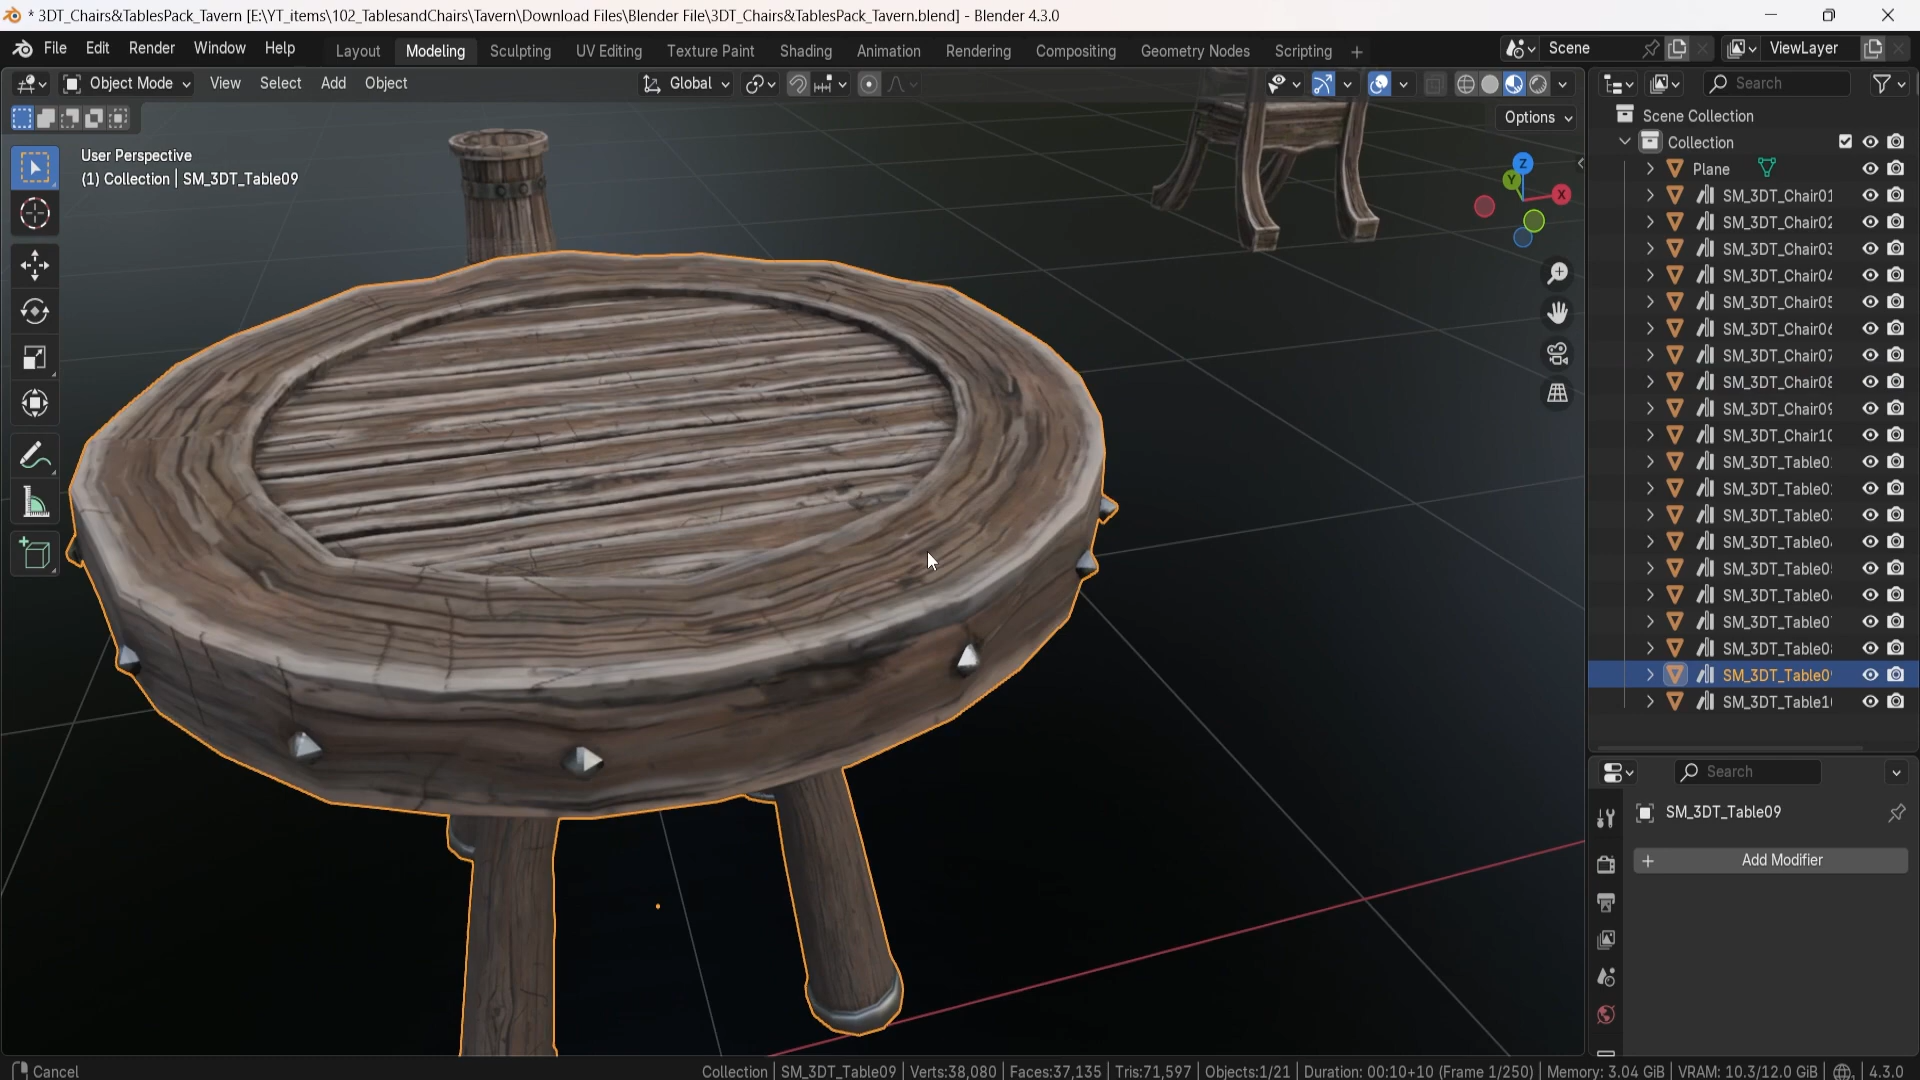 * 3DT_Chairs&TablesPack_Tavern [E:\YT_items\102_TablesandChairs\Tavern\Download Files\Blender File\3DT_Chairs&TablesPack_Tavern.blend] - Blender 4.3.0
File Edit Render Window Help Layout Modeling Sculpting UV Editing Texture Paint Shading Animation Rendering Compositing Geometry Nodes Scripting + Scene ViewLayer
Object Mode View Select Add Object Global Search
Options
User Perspective
(1) Collection | SM_3DT_Table09
Z
Y
X
Scene Collection
Collection
Plane
SM_3DT_Chair01
SM_3DT_Chair02
SM_3DT_Chair03
SM_3DT_Chair04
SM_3DT_Chair05
SM_3DT_Chair06
SM_3DT_Chair07
SM_3DT_Chair08
SM_3DT_Chair09
SM_3DT_Chair10
SM_3DT_Table0
SM_3DT_Table0
SM_3DT_Table0
SM_3DT_Table0
SM_3DT_Table0
SM_3DT_Table0
SM_3DT_Table0
SM_3DT_Table0
SM_3DT_Table0
SM_3DT_Table1
Search
SM_3DT_Table09
+ Add Modifier
Cancel Collection | SM_3DT_Table09 | Verts:38,080 | Faces:37,135 | Tris:71,597 | Objects:1/21 | Duration: 00:10+10 (Frame 1/250) | Memory: 3.04 GiB | VRAM: 10.3/12.0 GiB | 4.3.0